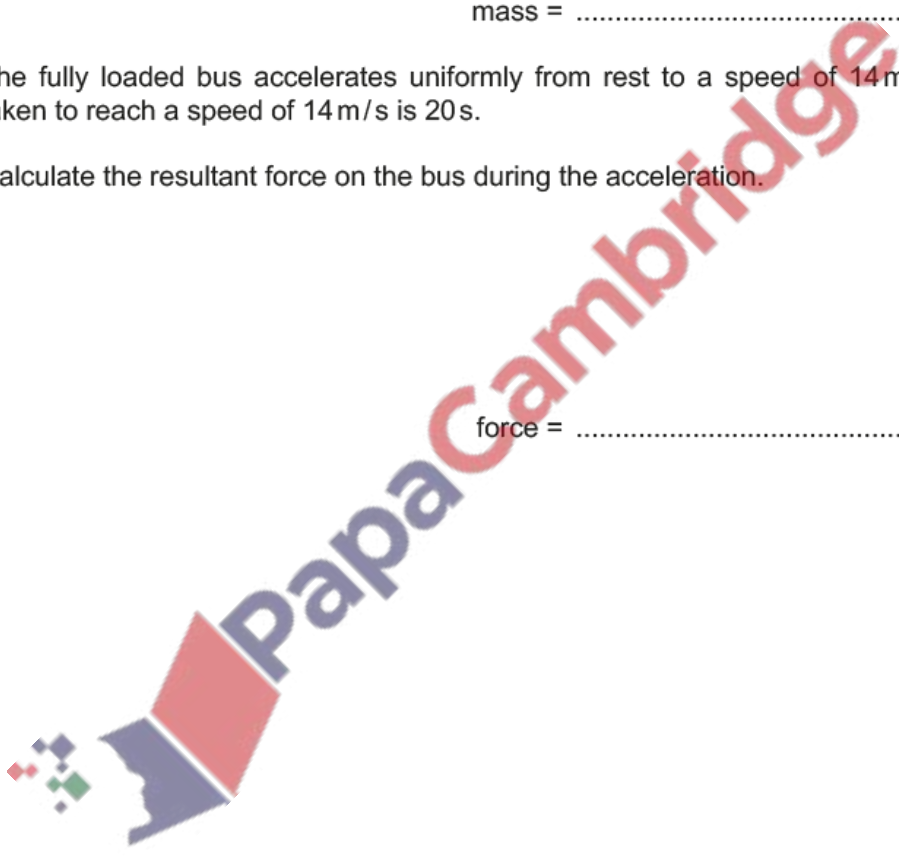 mass = ............................................
he fully loaded bus accelerates uniformly from rest to a speed of 14 m
ken to reach a speed of 14 m/s is 20 s.
alculate the resultant force on the bus during the acceleration.
force = ............................................
PapaCambridge